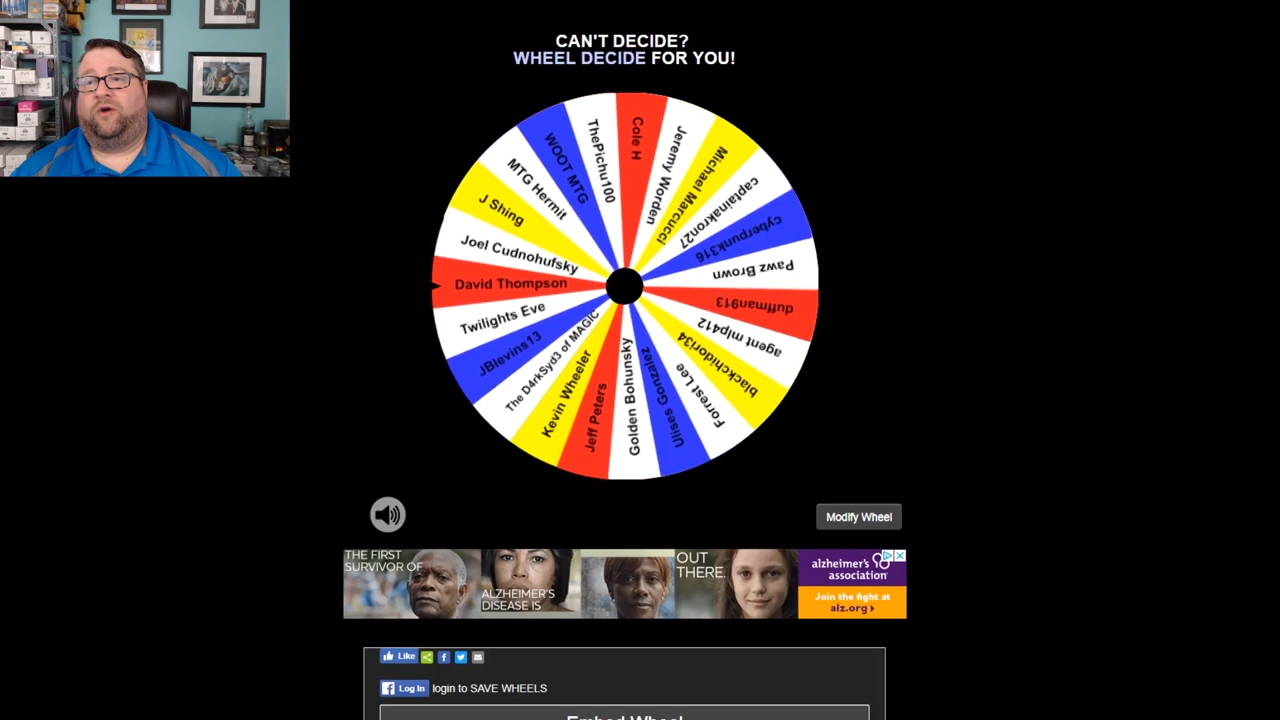 CAN'T DECIDE?
WHEEL DECIDE FOR YOU!
Cole H
Jeremy Worden
Michael Marcucci
captainakron27
cyberpunk316
Pawz Brown
duffman913
agent mlp412
blackchidori34
Forrest Lee
Ulises Gonzalez
Golden Bohunsky
Jeff Peters
Kevin Wheeler
The D4rkSyd3 of MAGIC
JBlevins13
Twilights Eve
David Thompson
Joel Cudnohufsky
J Shing
MTG Hermit
WOOT MTG
ThePichu100
Modify Wheel
THE FIRST
SURVIVOR OF
ALZHEIMER'S
DISEASE IS
OUT
THERE.
alzheimer's
association
Join the fight at
alz.org
Like
Log In login to SAVE WHEELS
Embed Wheel